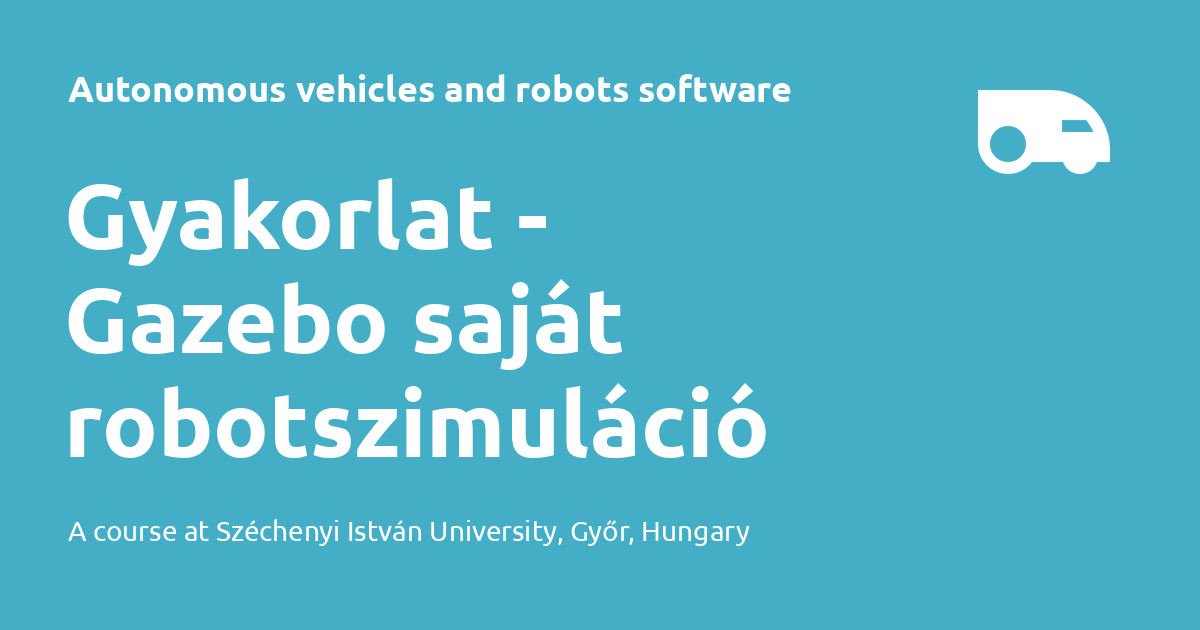 Autonomous vehicles and robots software
Gyakorlat -
Gazebo saját
robotszimuláció
A course at Széchenyi István University, Győr, Hungary